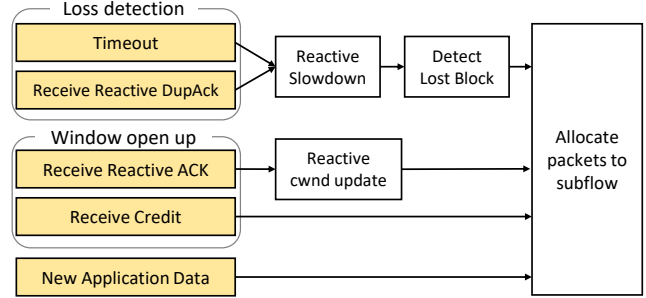 Loss detection
Timeout
Receive Reactive DupAck
Reactive
Slowdown
Detect
Lost Block
Window open up
Receive Reactive ACK
Reactive
cwnd update
Receive Credit
New Application Data
Allocate
packets to
subflow